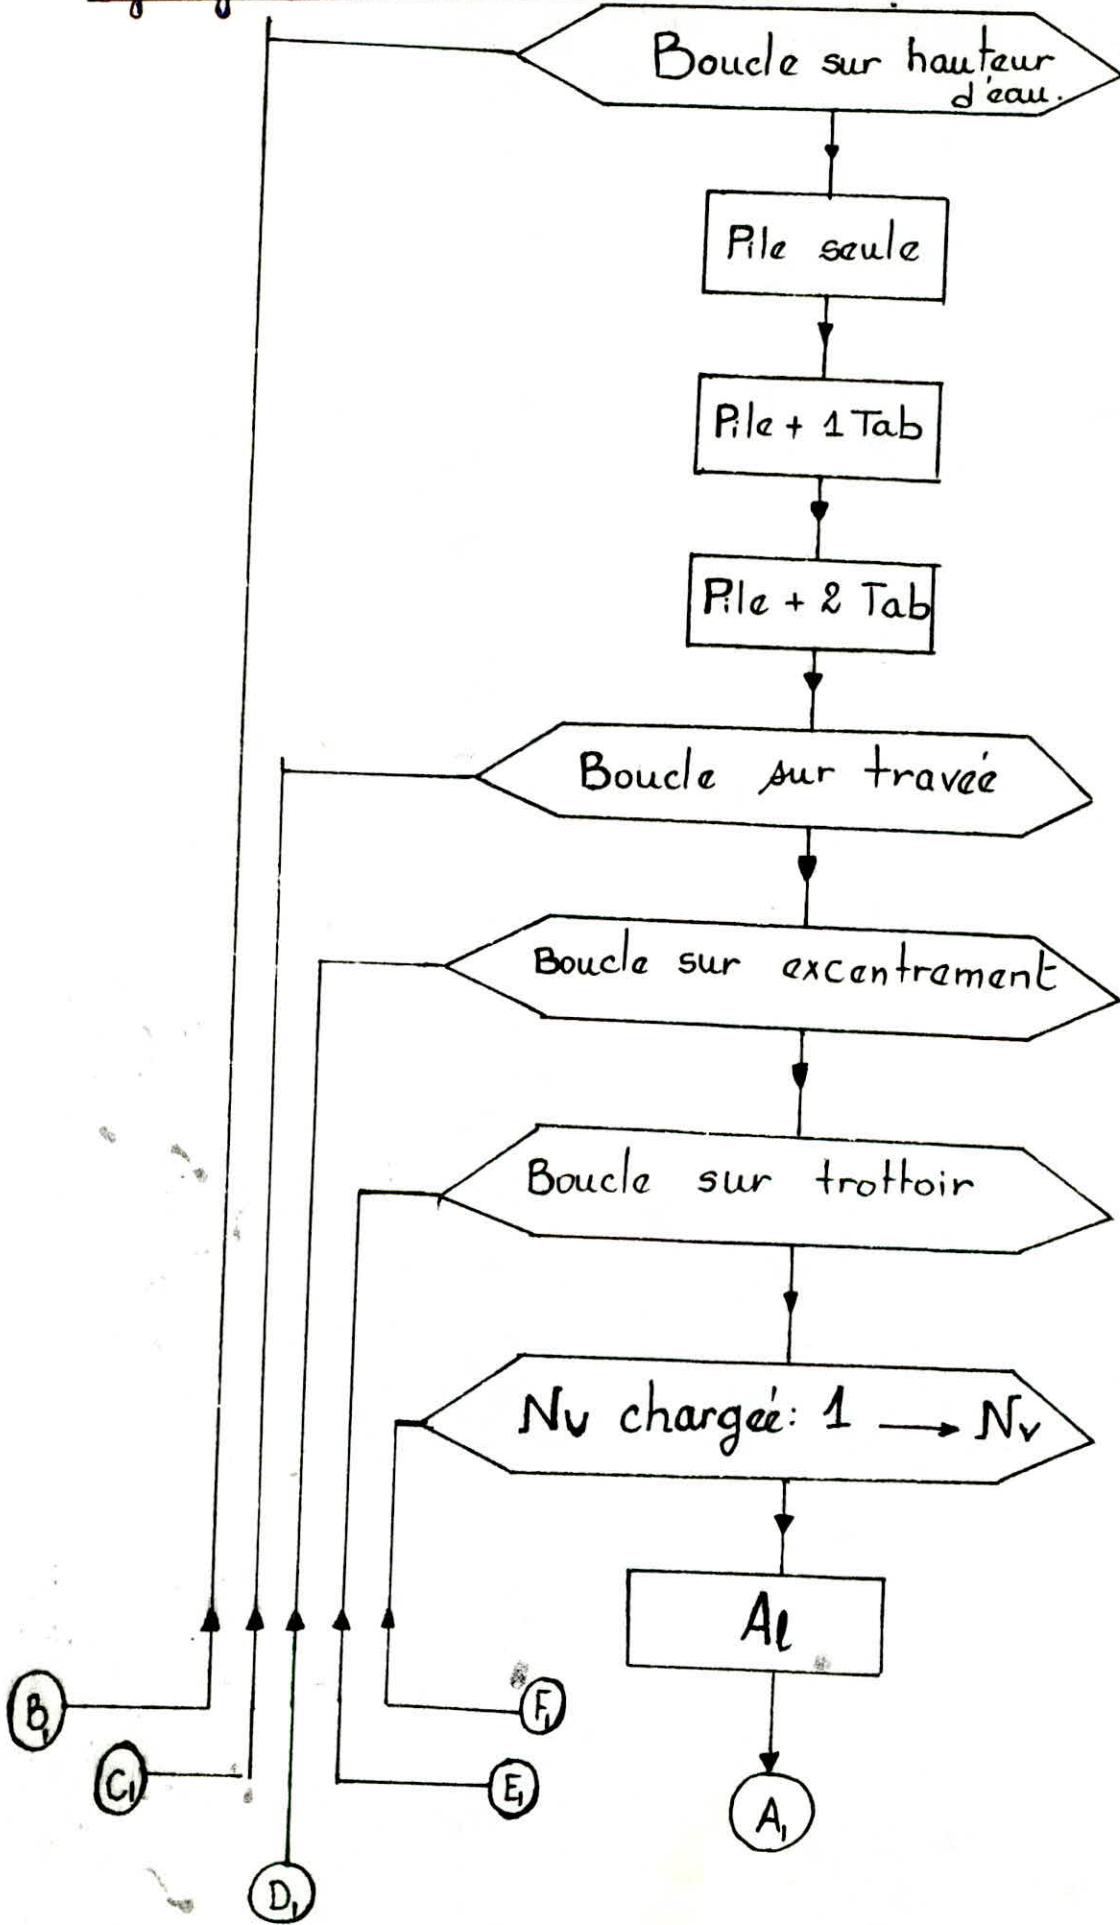 Boucle sur hauteur
d'eau.
Pile seule
Pile + 1 Tab
Pile + 2 Tab
Boucle sur travée
Boucle sur excentrement
Boucle sur trottoir
Nv chargée: 1 → Nv
Al
B1
F1
C1
E1
A1
D1